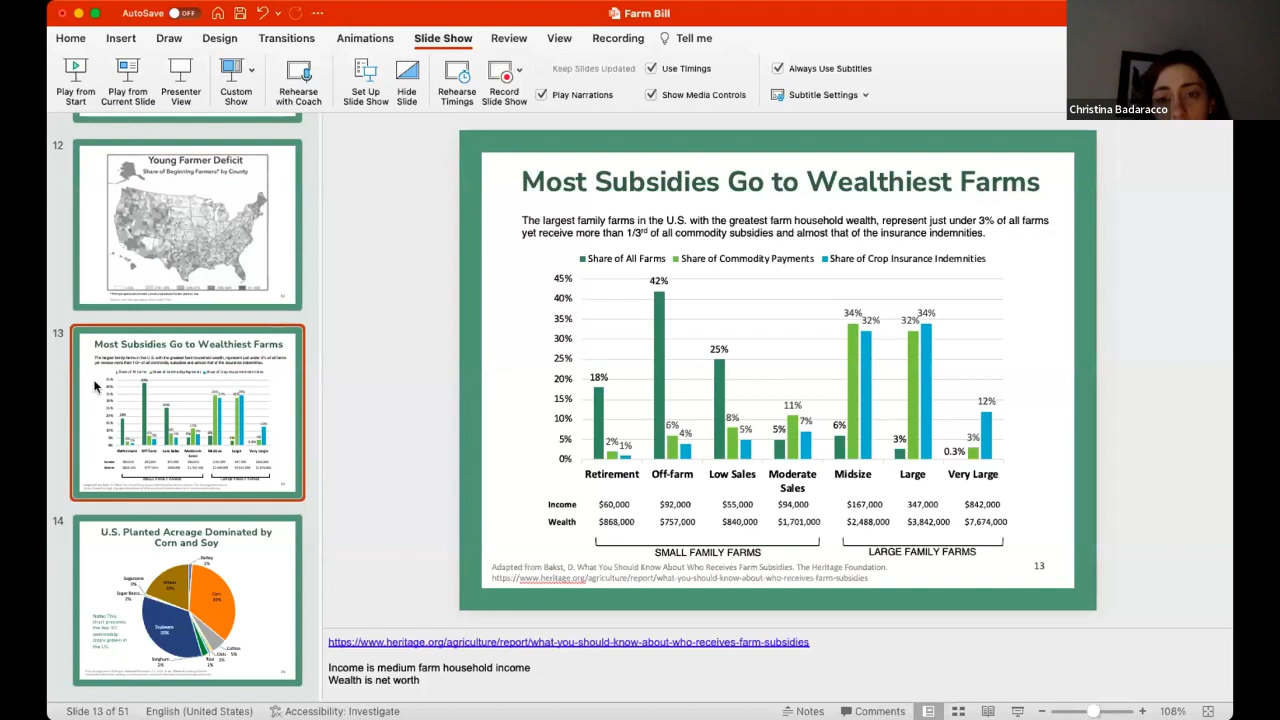 AutoSave OFF
Farm Bill
Home Insert Draw Design Transitions Animations Slide Show Review View Recording Tell me
Play from Start
Play from Current Slide
Presenter View
Custom Show
Rehearse with Coach
Set Up Slide Show
Hide Slide
Rehearse Timings
Record Slide Show
Keep Slides Updated
Use Timings
Play Narrations
Show Media Controls
Always Use Subtitles
Subtitle Settings
Christina Badaracco
12
Young Farmer Deficit
Share of Beginning Farmers* by County
13
Most Subsidies Go to Wealthiest Farms
14
U.S. Planted Acreage Dominated by
Corn and Soy
Most Subsidies Go to Wealthiest Farms
The largest family farms in the U.S. with the greatest farm household wealth, represent just under 3% of all farms
yet receive more than 1/3rd of all commodity subsidies and almost that of the insurance indemnities.
Share of All Farms Share of Commodity Payments Share of Crop Insurance Indemnities
45%
40%
35%
30%
25%
20%
15%
10%
5%
0%
18% 2% 1%
42% 6% 4%
25% 8% 5%
5% 11% 7%
6% 34% 32%
3% 32% 34%
0.3% 3% 12%
Retirement Off-farm Low Sales Moderate Sales Midsize Large Very Large
Income $60,000 $92,000 $55,000 $94,000 $167,000 347,000 $842,000
Wealth $868,000 $757,000 $840,000 $1,701,000 $2,488,000 $3,842,000 $7,674,000
SMALL FAMILY FARMS LARGE FAMILY FARMS
Adapted from Bakst, D. What You Should Know About Who Receives Farm Subsidies. The Heritage Foundation.
https://www.heritage.org/agriculture/report/what-you-should-know-about-who-receives-farm-subsidies
13
https://www.heritage.org/agriculture/report/what-you-should-know-about-who-receives-farm-subsidies
Income is medium farm household income
Wealth is net worth
Slide 13 of 51 English (United States) Accessibility: Investigate Notes Comments 108%